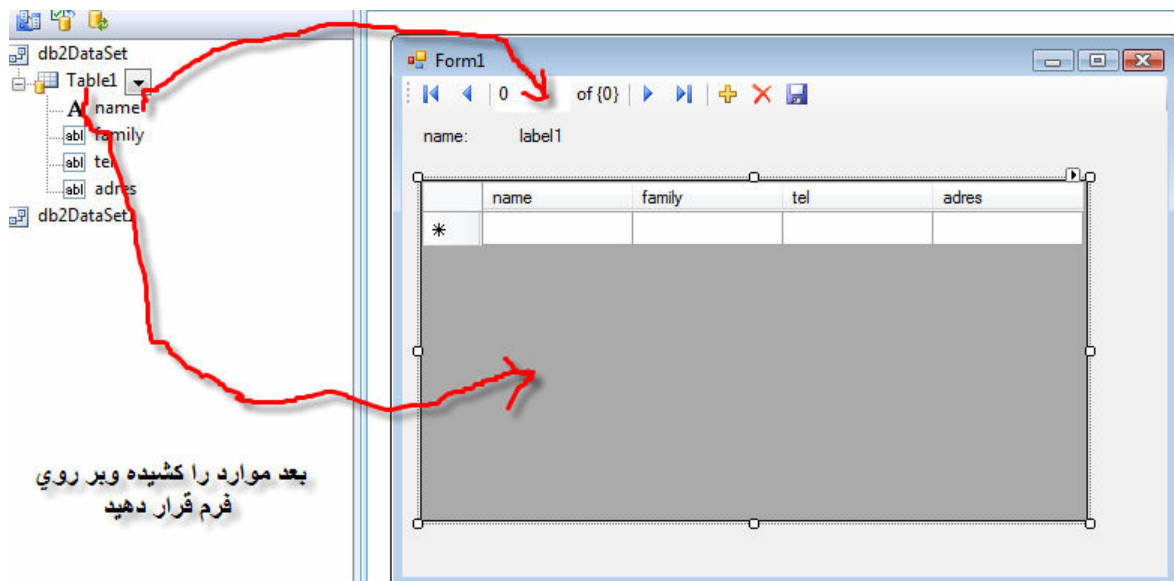 db2DataSet
Table1
name
family
tel
adres
db2DataSet1
Form1
0 of {0}
name: label1
name family tel adres
بعد موارد را كشيده وبر روي
فرم قرار دهيد